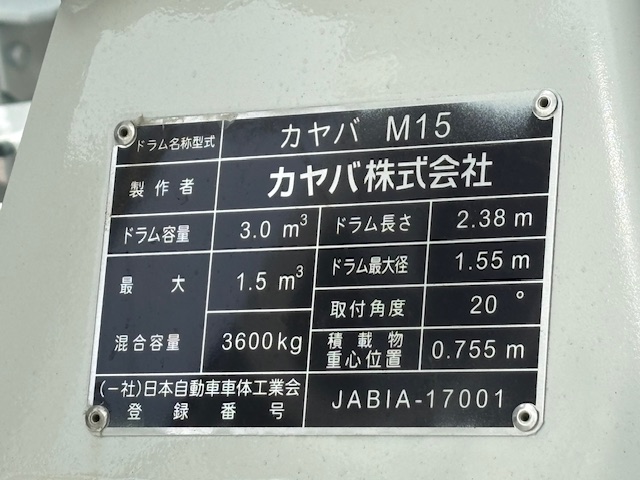 ドラム名称型式 カヤバ M15
製作者 カヤバ株式会社
ドラム容量 3.0 m³ ドラム長さ 2.38 m
最大 1.5 m³ ドラム最大径 1.55 m
取付角度 20°
混合容量 3600kg 積載物重心位置 0.755 m
(一社)日本自動車車体工業会
登録番号 JABIA-17001